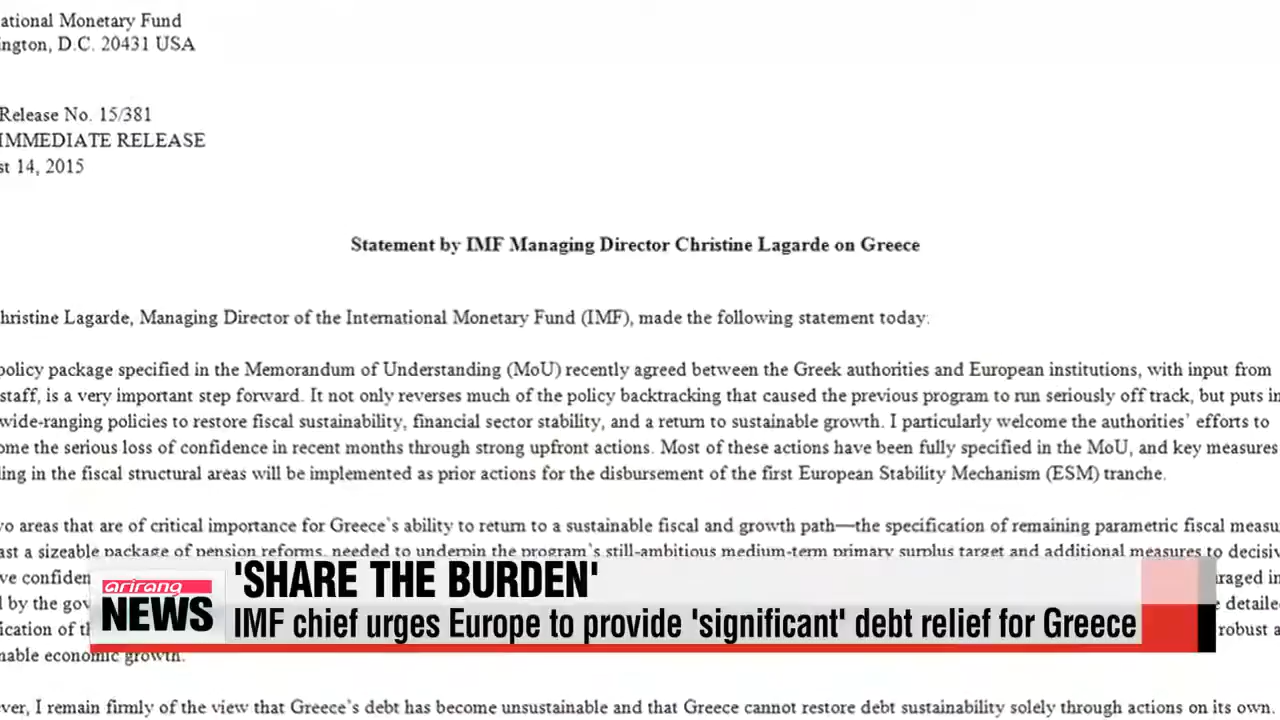 ational Monetary Fund
ington, D.C. 20431 USA
Release No. 15/381
IMMEDIATE RELEASE
st 14, 2015
Statement by IMF Managing Director Christine Lagarde on Greece
hristine Lagarde, Managing Director of the International Monetary Fund (IMF), made the following statement today:
policy package specified in the Memorandum of Understanding (MoU) recently agreed between the Greek authorities and European institutions, with input from
staff, is a very important step forward. It not only reverses much of the policy backtracking that caused the previous program to run seriously off track, but puts in
wide-ranging policies to restore fiscal sustainability, financial sector stability, and a return to sustainable growth. I particularly welcome the authorities' efforts to
ome the serious loss of confidence in recent months through strong upfront actions. Most of these actions have been fully specified in the MoU, and key measures
ling in the fiscal structural areas will be implemented as prior actions for the disbursement of the first European Stability Mechanism (ESM) tranche.
vo areas that are of critical importance for Greece's ability to return to a sustainable fiscal and growth path—the specification of remaining parametric fiscal measu
ast a sizeable package of pension reforms, needed to underpin the program's still-ambitious medium-term primary surplus target and additional measures to decisiv
ve confiden
raged in
l by the gov
detaile
ication of th
robust a
nable economic growth.
ver, I remain firmly of the view that Greece's debt has become unsustainable and that Greece cannot restore debt sustainability solely through actions on its own.
arirang
NEWS
'SHARE THE BURDEN'
IMF chief urges Europe to provide 'significant' debt relief for Greece